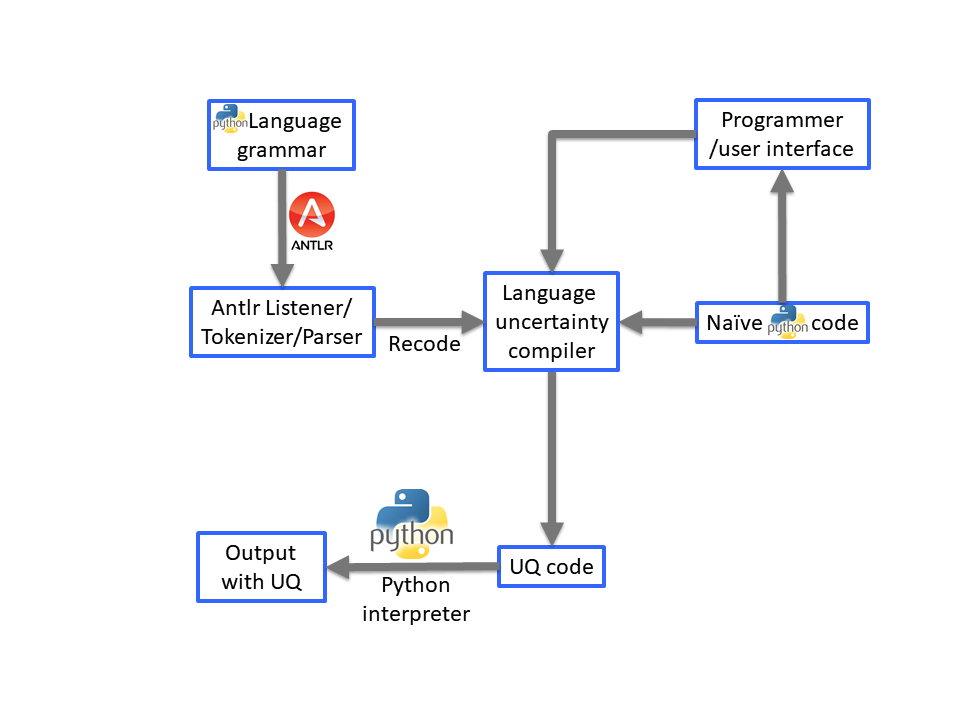 python Language
grammar
ANTLR
Antlr Listener/
Tokenizer/Parser
Recode
Programmer
/user interface
Language
uncertainty
compiler
Naïve python code
python
Output
with UQ
Python
interpreter
UQ code